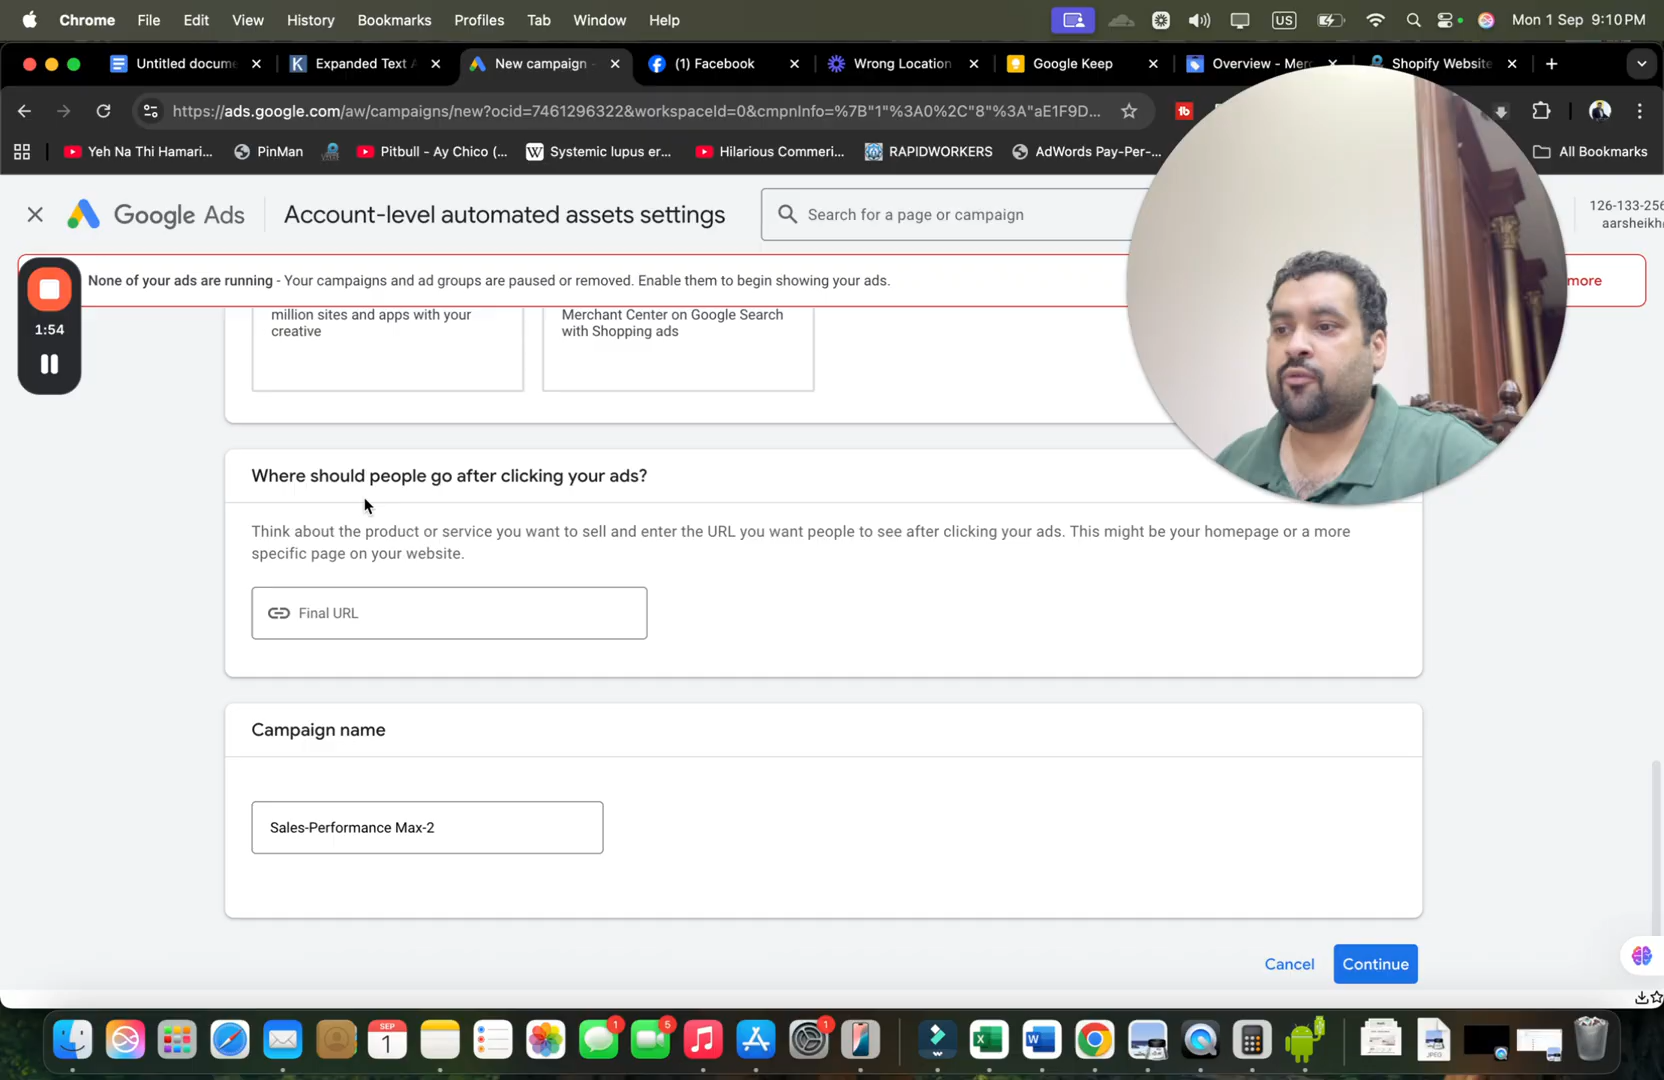 Chrome File Edit View History Bookmarks Profiles Tab Window Help US Mon 1 Sep 9:10 PM
Untitled docume Expanded Text New campaign - (1) Facebook Wrong Location Google Keep Overview - Mer Shopify Website
https://ads.google.com/aw/campaigns/new?ocid=7461296322&workspaceId=0&cmpnInfo=%7B"1"%3A0%2C"8"%3A"aE1F9D...
Yeh Na Thi Hamari... PinMan Pitbull - Ay Chico (... Systemic lupus er... Hilarious Commeri... RAPIDWORKERS AdWords Pay-Per-... All Bookmarks
Google Ads Account-level automated assets settings Search for a page or campaign
126-133-256
aarsheikh
None of your ads are running - Your campaigns and ad groups are paused or removed. Enable them to begin showing your ads. more
1:54
million sites and apps with your
creative
Merchant Center on Google Search
with Shopping ads
Where should people go after clicking your ads?
Think about the product or service you want to sell and enter the URL you want people to see after clicking your ads. This might be your homepage or a more
specific page on your website.
Final URL
Campaign name
Sales-Performance Max-2
Cancel Continue
SEP
1
1
5
1
JPEG